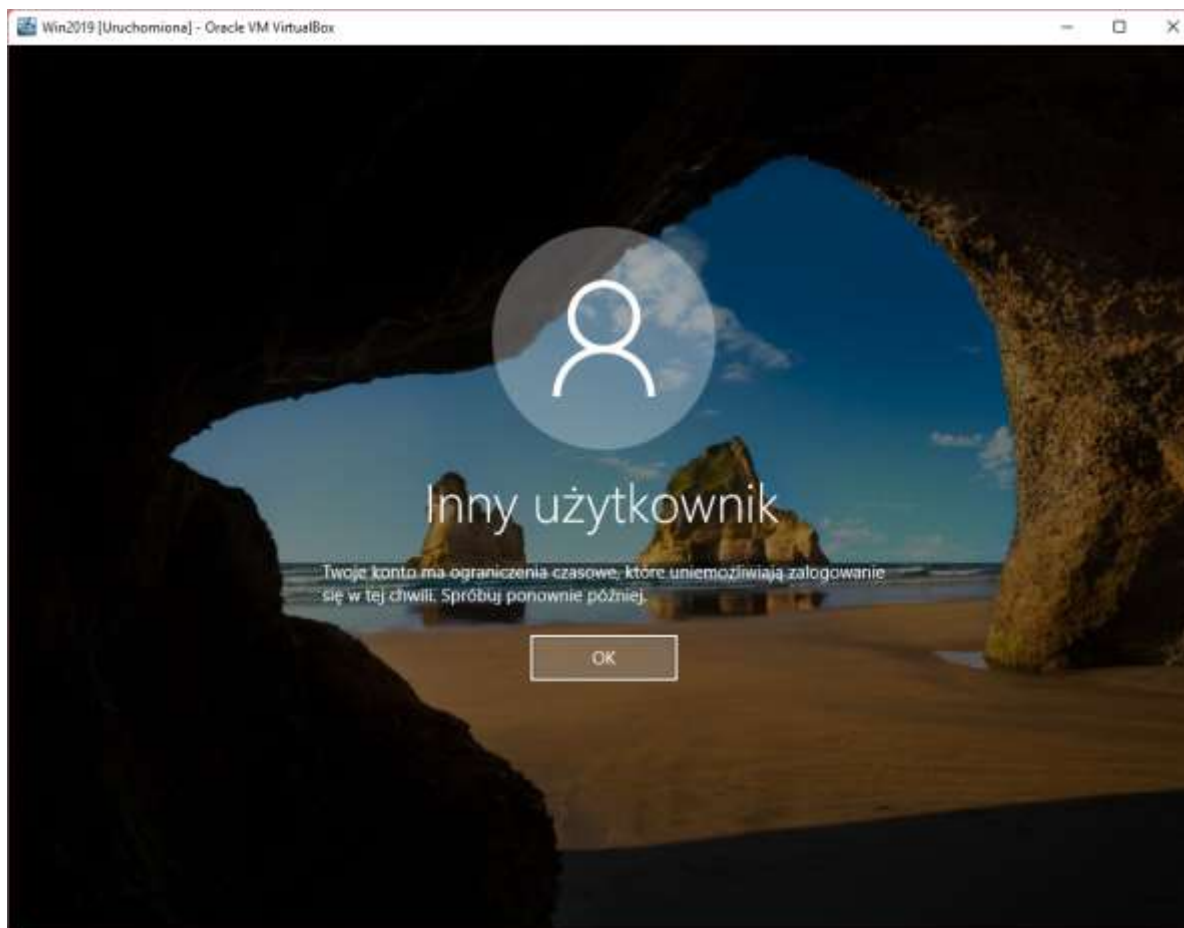 Win2019 [Uruchomiona] - Oracle VM VirtualBox
Inny użytkownik
Twoje konto ma ograniczenia czasowe, które uniemożliwiają zalogowanie
się w tej chwili. Spróbuj ponownie później.
OK